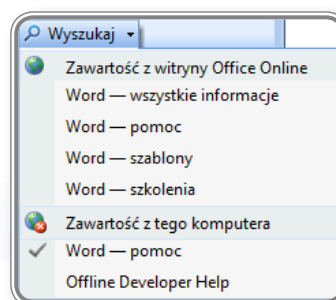 Wyszukaj
Zawartość z witryny Office Online
Word — wszystkie informacje
Word — pomoc
Word — szablony
Word — szkolenia
Zawartość z tego komputera
Word — pomoc
Offline Developer Help